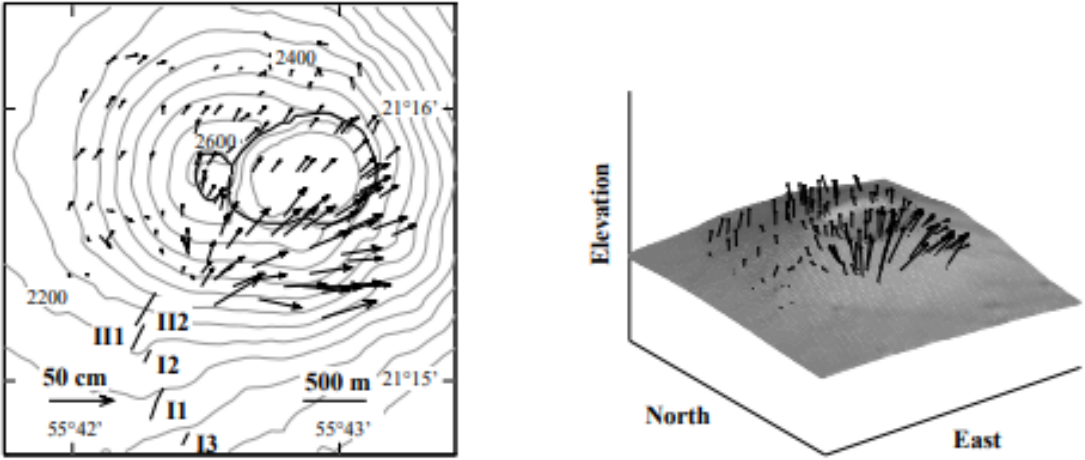 2400
21°16'
2600
2200
II2
III1
I2
50 cm
500 m
21°15'
I1
55°42'
55°43'
I3
Elevation
North
East